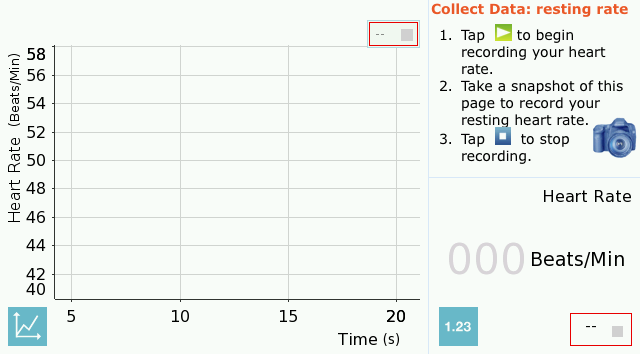 Collect Data: resting rate
1. Tap to begin
recording your heart
rate.
2. Take a snapshot of this
page to record your
resting heart rate.
3. Tap to stop
recording.
--
58
56
54
52
50
48
46
44
42
40
Heart Rate (Beats/Min)
5 10 15 20
Time (s)
Heart Rate
000 Beats/Min
1.23
--